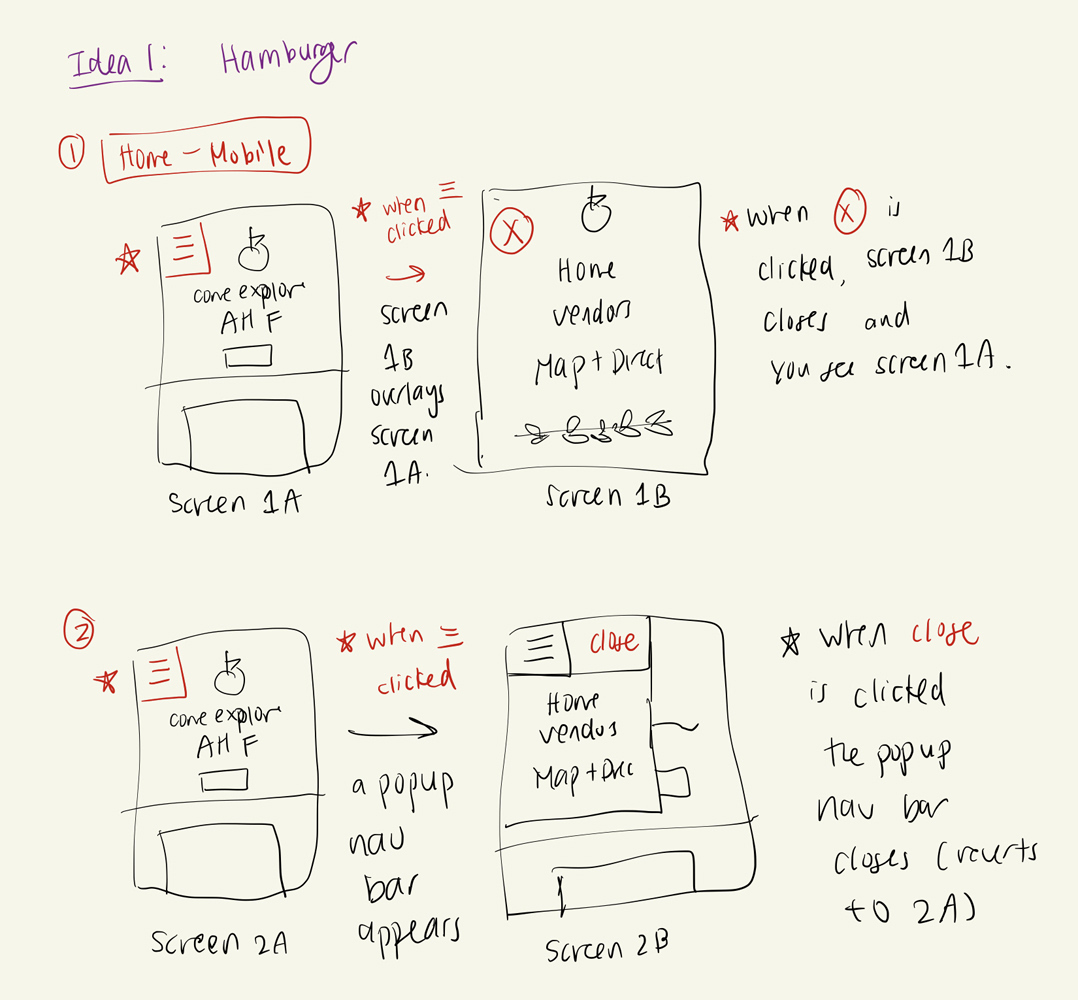 Idea 1: Hamburger
1
Home – Mobile
come explor
AH F
Screen 1A
when ☰
clicked
→
screen
1B
overlays
screen
1A.
X
Home
vendors
Map + Direct
Screen 1B
when X is
clicked, screen 1B
closes and
you see screen 1A.
2
come explor
AH F
Screen 2A
when ☰
clicked
→
a popup
nav
bar
appears
close
Home
vendors
Map + Direc
Screen 2B
when close
is clicked
the popup
nav bar
closes (reverts
to 2A)